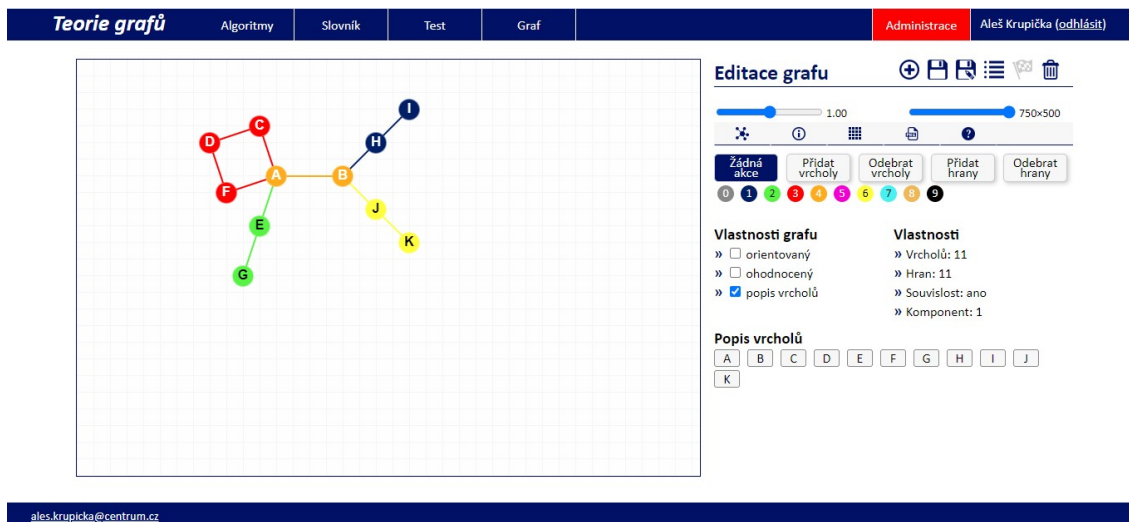 Teorie grafů Algoritmy Slovník Test Graf Administrace Aleš Krupička (odhlásit)
Editace grafu
1.00 750×500
Žádná akce Přidat vrcholy Odebrat vrcholy Přidat hrany Odebrat hrany
0 1 2 3 4 5 6 7 8 9
Vlastnosti grafu
» orientovaný
» ohodnocený
» popis vrcholů
Vlastnosti
» Vrcholů: 11
» Hran: 11
» Souvislost: ano
» Komponent: 1
Popis vrcholů
A B C D E F G H I J
K
I
C
D
H
A
B
F
J
E
K
G
ales.krupicka@centrum.cz